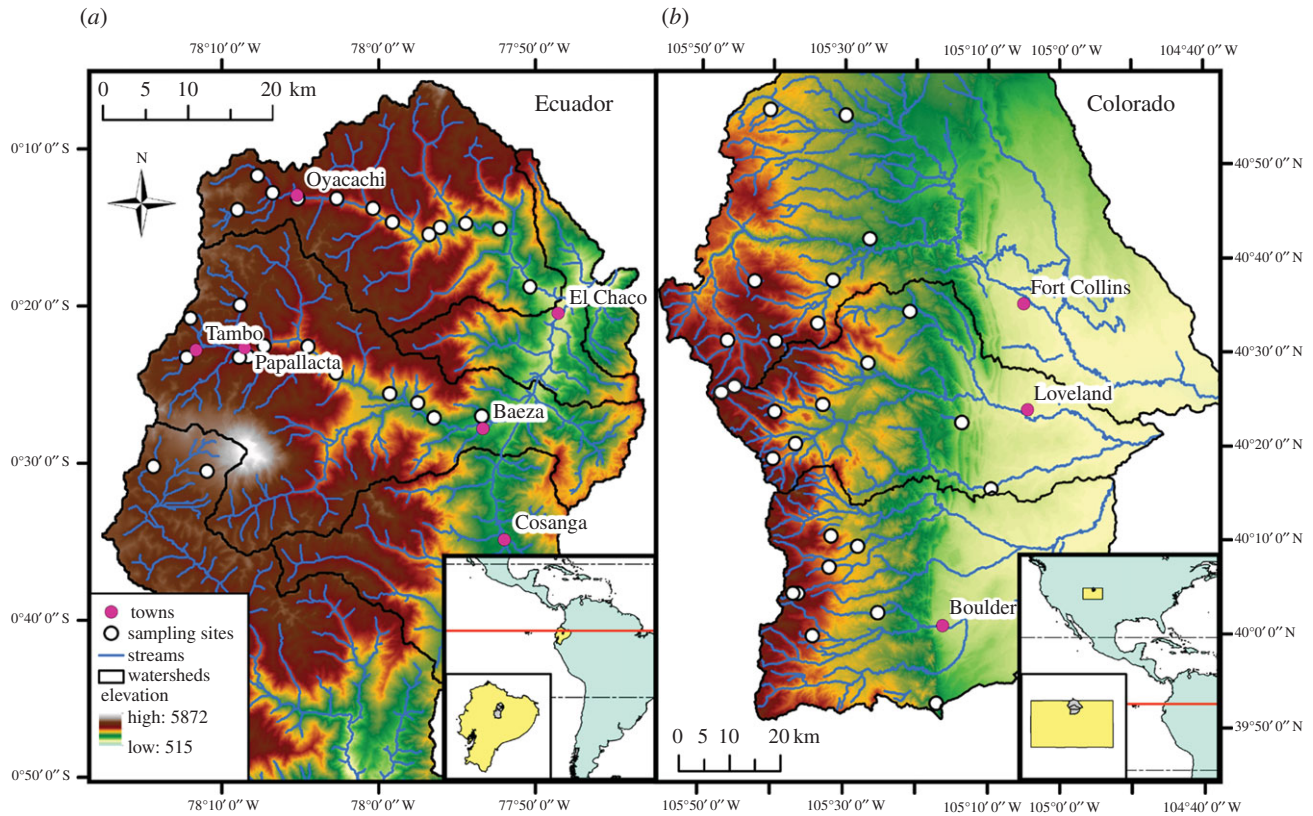 (a)
(b)
78°10′0″W 78°0′0″W 77°50′0″W
105°50′0″W 105°30′0″W 105°10′0″W 105°0′0″W 104°40′0″W
0 5 10 20 km
Ecuador
Colorado
N
0°10′0″S
0°20′0″S
0°30′0″S
0°40′0″S
0°50′0″S
Oyacachi
El Chaco
Tambo
Papallacta
Baeza
Cosanga
towns
sampling sites
streams
watersheds
elevation
high: 5872
low: 515
Fort Collins
Loveland
Boulder
40°50′0″N
40°40′0″N
40°30′0″N
40°20′0″N
40°10′0″N
40°0′0″N
39°50′0″N
0 5 10 20 km
78°10′0″W 78°0′0″W 77°50′0″W
105°50′0″W 105°30′0″W 105°10′0″W 105°0′0″W 104°40′0″W